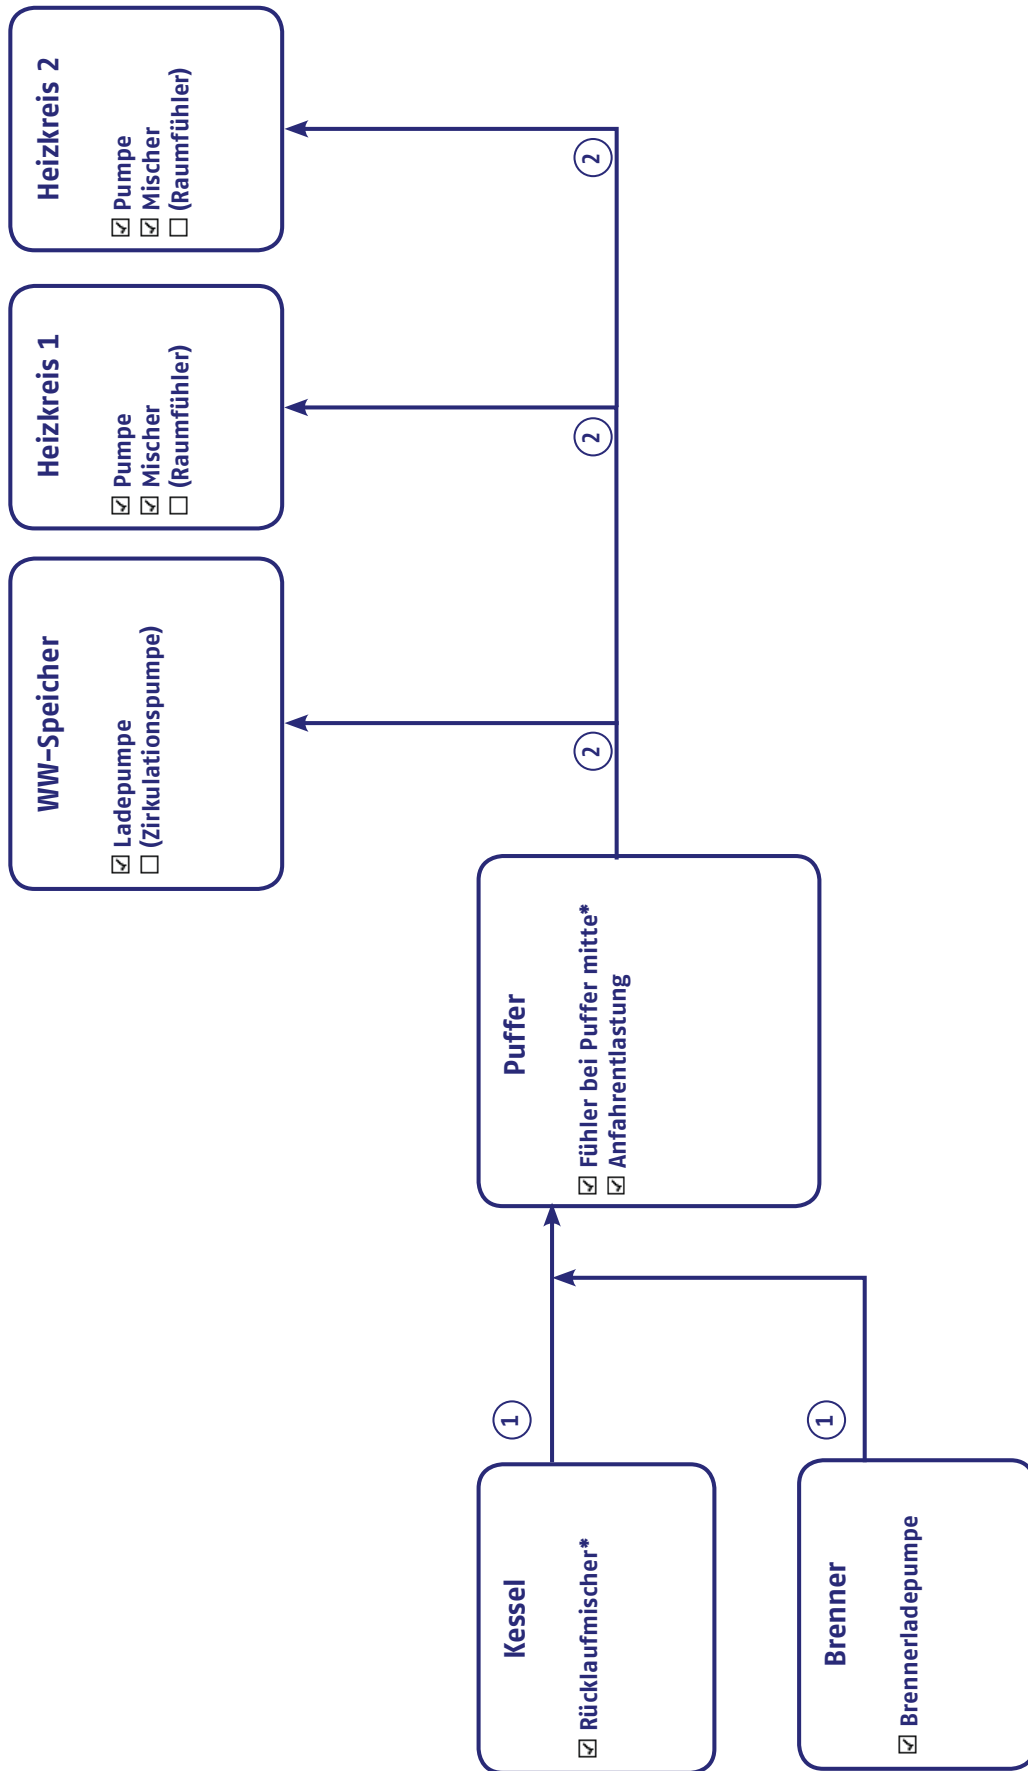 Kessel
☑ Rücklaufmischer*
1
Brenner
☑ Brennerladepumpe
1
Puffer
☑ Fühler bei Puffer mitte*
☑ Anfahrentlastung
WW-Speicher
☑ Ladepumpe
☐ (Zirkulationspumpe)
2
Heizkreis 1
☑ Pumpe
☑ Mischer
☐ (Raumfühler)
2
Heizkreis 2
☑ Pumpe
☑ Mischer
☐ (Raumfühler)
2